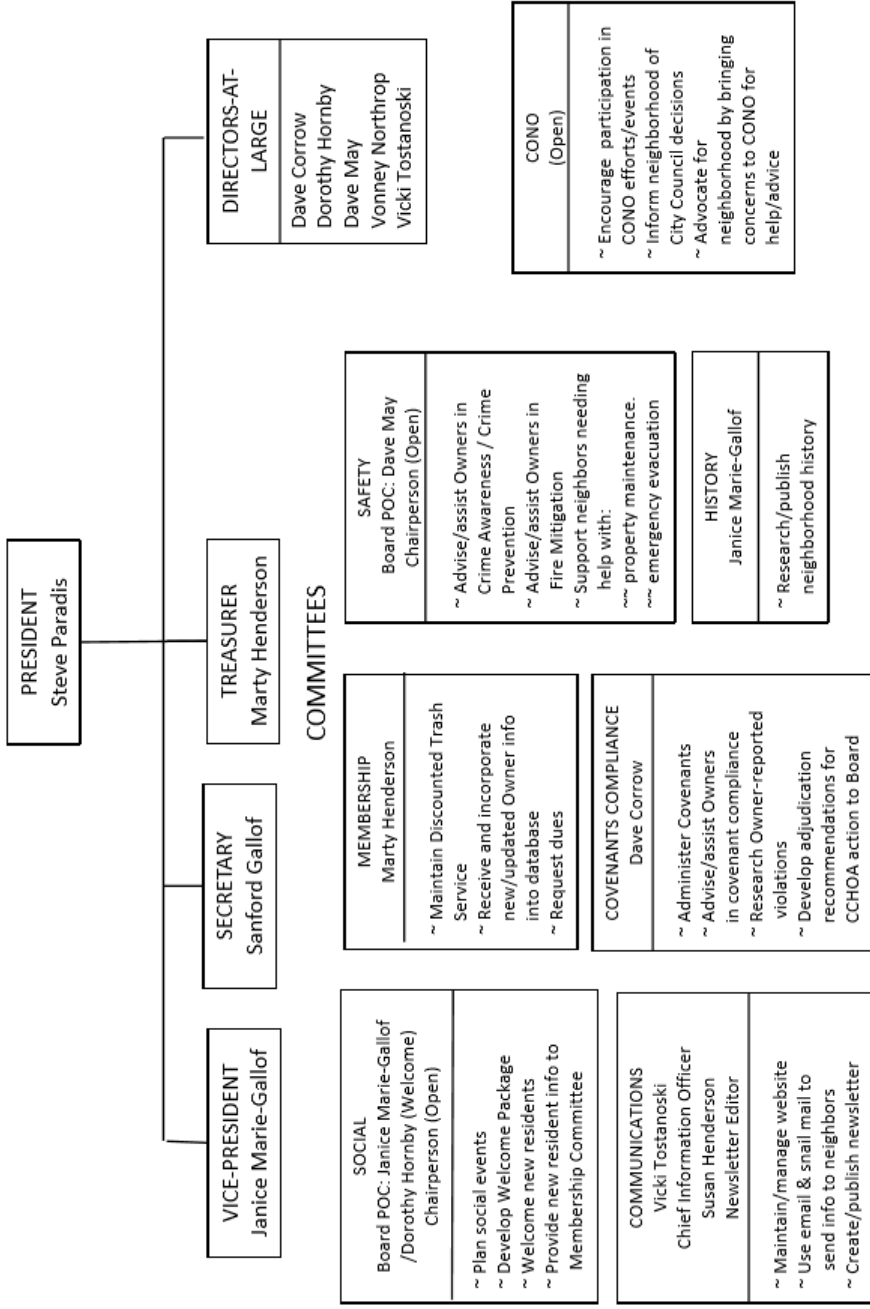 PRESIDENT
Steve Paradis
VICE-PRESIDENT
Janice Marie-Gallof
SECRETARY
Sanford Gallof
TREASURER
Marty Henderson
DIRECTORS-AT-
LARGE
Dave Corrow
Dorothy Hornby
Dave May
Vonney Northrop
Vicki Tostanoski
COMMITTEES
SOCIAL
Board POC: Janice Marie-Gallof
/Dorothy Hornby (Welcome)
Chairperson (Open)
~ Plan social events
~ Develop Welcome Package
~ Welcome new residents
~ Provide new resident info to
Membership Committee
MEMBERSHIP
Marty Henderson
~ Maintain Discounted Trash
Service
~ Receive and incorporate
new/updated Owner info
into database
~ Request dues
SAFETY
Board POC: Dave May
Chairperson (Open)
~ Advise/assist Owners in
Crime Awareness / Crime
Prevention
~ Advise/assist Owners in
Fire Mitigation
~ Support neighbors needing
help with:
~~ property maintenance.
~~ emergency evacuation
CONO
(Open)
~ Encourage participation in
CONO efforts/events
~ Inform neighborhood of
City Council decisions
~ Advocate for
neighborhood by bringing
concerns to CONO for
help/advice
COMMUNICATIONS
Vicki Tostanoski
Chief Information Officer
Susan Henderson
Newsletter Editor
~ Maintain/manage website
~ Use email & snail mail to
send info to neighbors
~ Create/publish newsletter
COVENANTS COMPLIANCE
Dave Corrow
~ Administer Covenants
~ Advise/assist Owners
in covenant compliance
~ Research Owner-reported
violations
~ Develop adjudication
recommendations for
CCHOA action to Board
HISTORY
Janice Marie-Gallof
~ Research/publish
neighborhood history